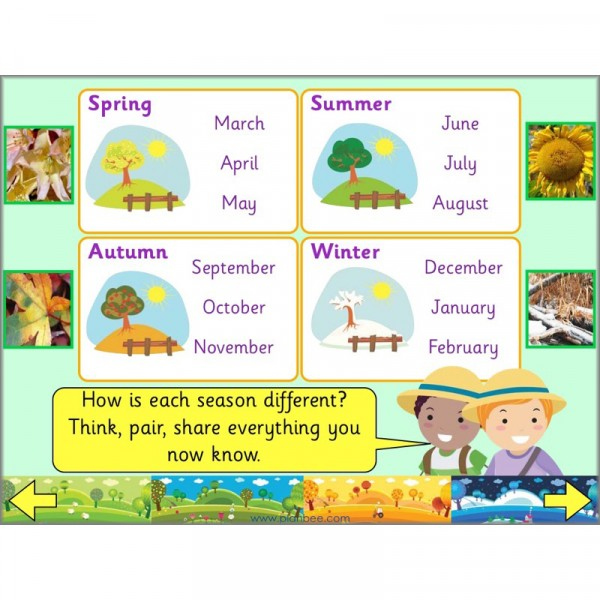 Spring
March
April
May
Summer
June
July
August
Autumn
September
October
November
Winter
December
January
February
How is each season different?
Think, pair, share everything you
now know.
www.planbee.com